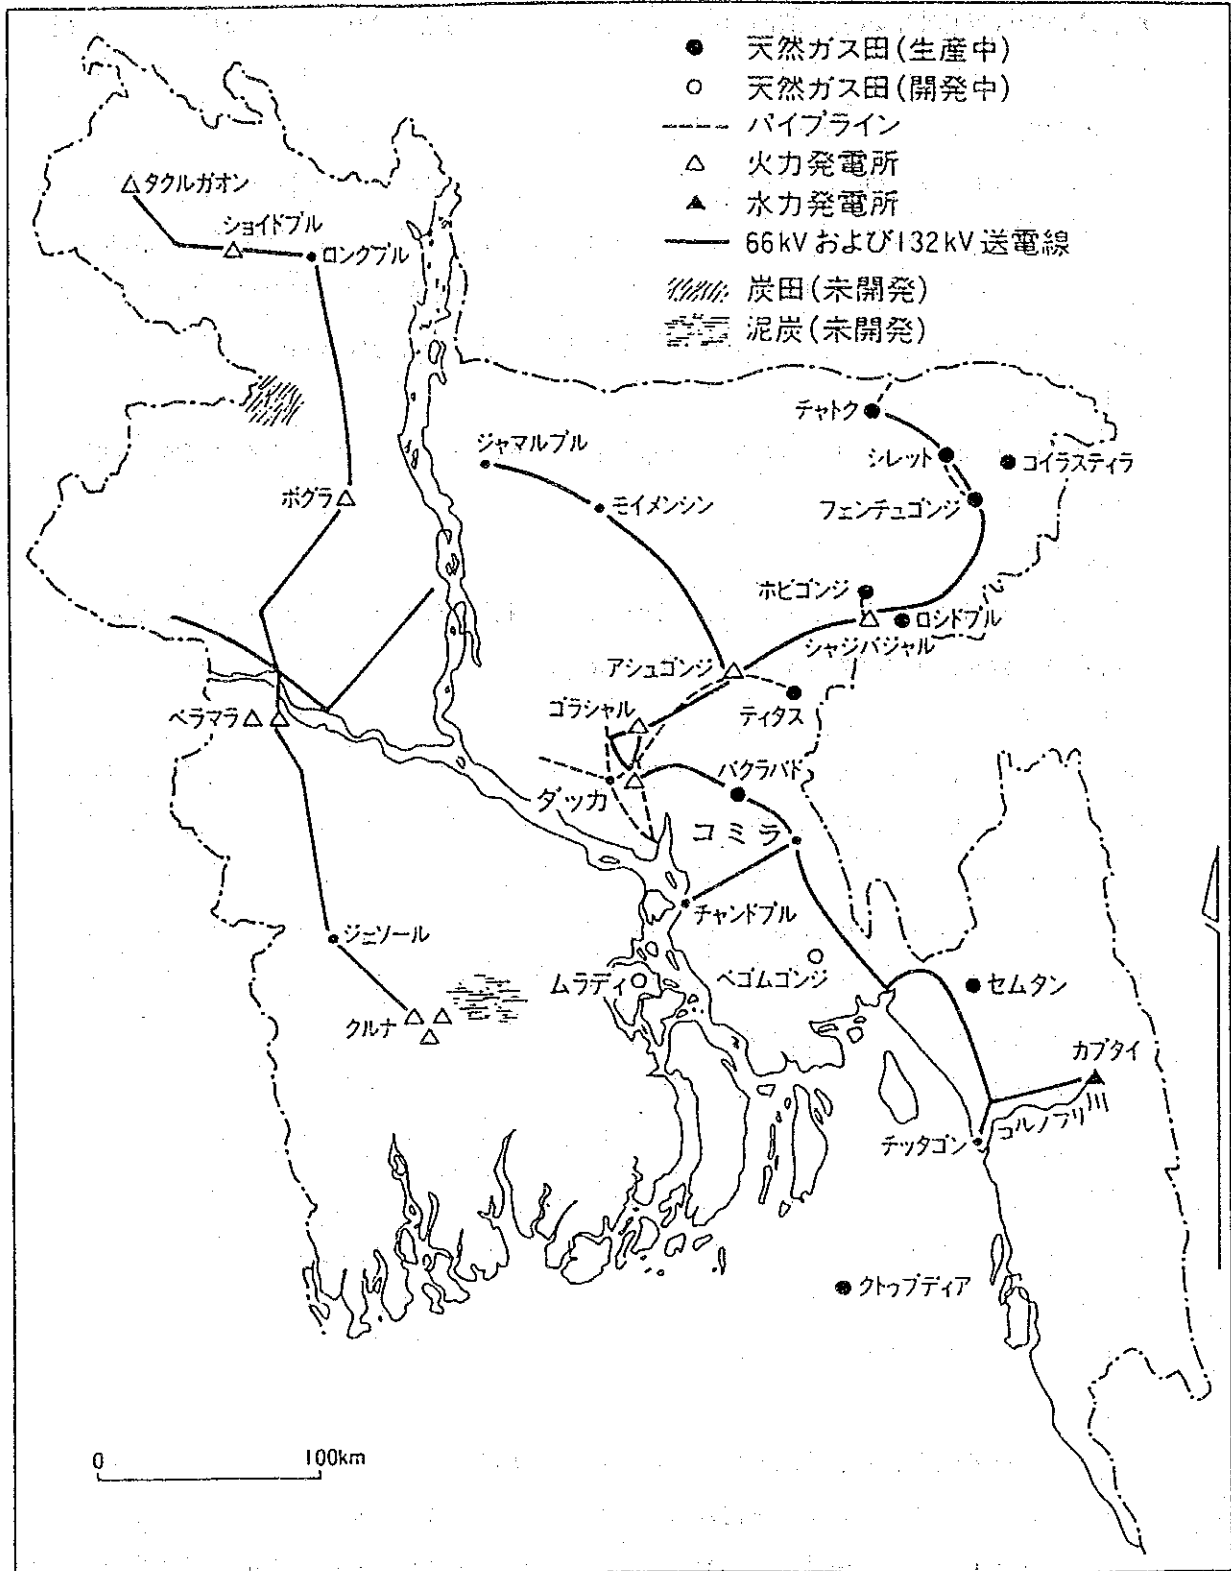 天然ガス田(生産中)
天然ガス田(開発中)
パイプライン
火力発電所
水力発電所
66kVおよび132kV送電線
炭田(未開発)
泥炭(未開発)
タクルガオン
ショイドプル
ロングプル
チャトク
ジャマルプル
シレット
コイラスティラ
ボグラ
モイメンシン
フェンチュゴンジ
ホビゴンジ
ロシドプル
シャジバジャル
アシュゴンジ
ゴラシャル
ティタス
ベラマラ
バクラバド
ダッカ
コミラ
チャンドプル
ジェソール
ムラディ
ベゴムゴンジ
セムタン
クルナ
カプタイ
コルノフリ川
チッタゴン
クトゥブディア
0 100km